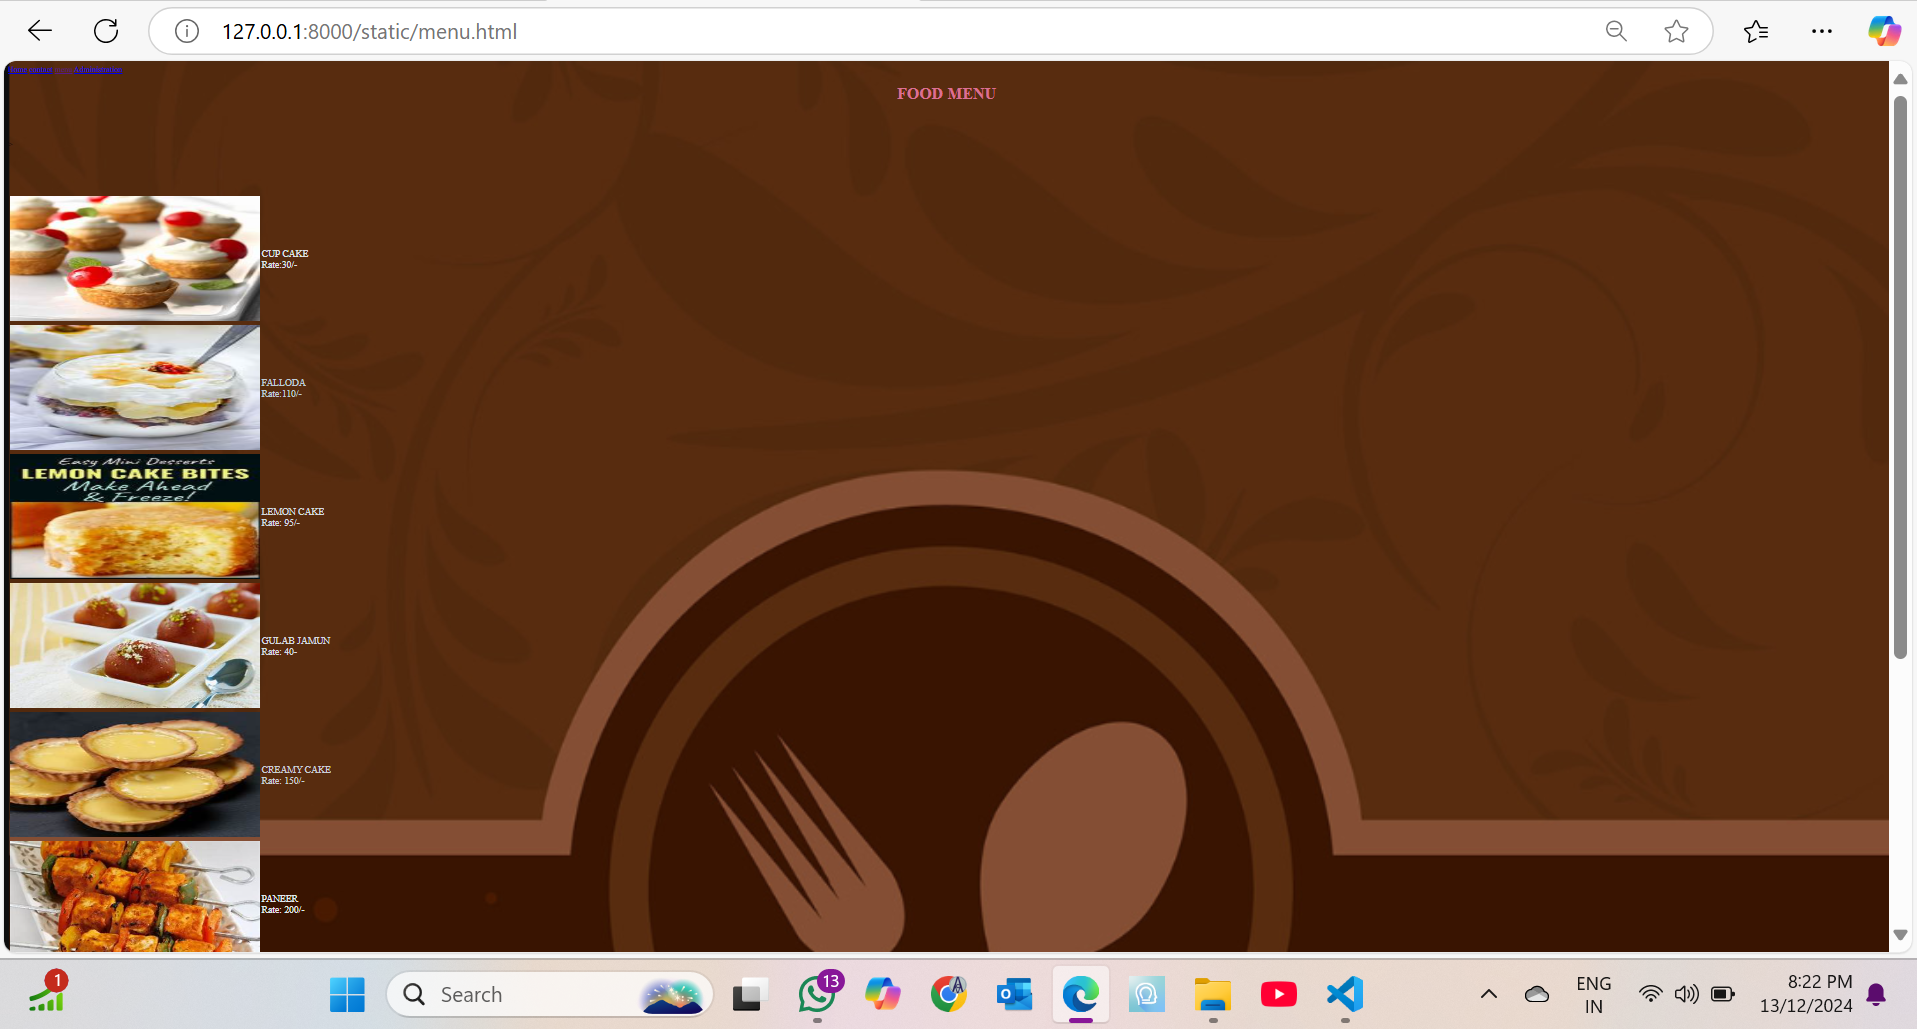 127.0.0.1:8000/static/menu.html
FOOD MENU
CUP CAKE
Rate:30/-
FALLODA
Rate:110/-
Easy Mini Desserts
LEMON CAKE BITES
Make Ahead
& Freeze!
LEMON CAKE
Rate: 95/-
GULAB JAMUN
Rate: 40-
CREAMY CAKE
Rate: 150/-
PANEER
Rate: 200/-
1
Search
13
ENG
IN
8:22 PM
13/12/2024